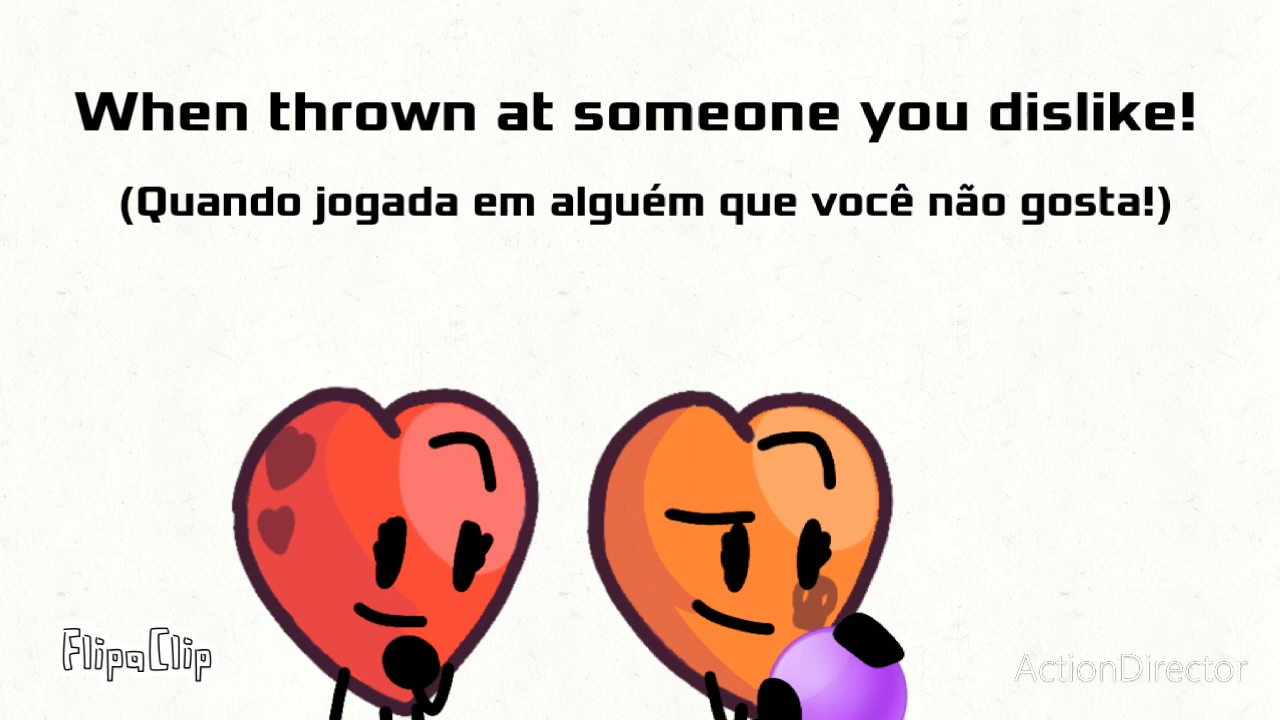 When thrown at someone you dislike!
(Quando jogada em alguém que você não gosta!)
FlipaClip
ActionDirector